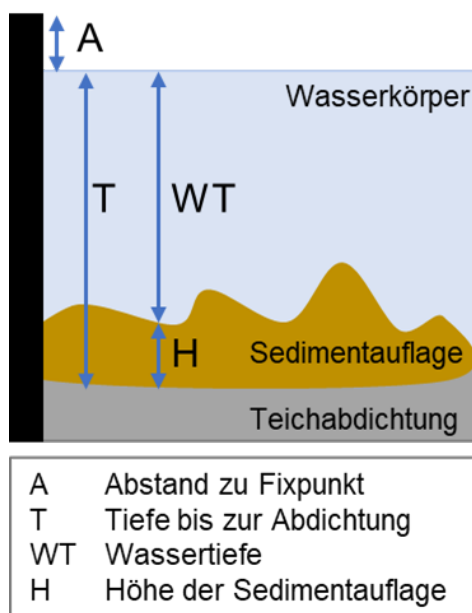 A
Wasserkörper
T
WT
H
Sedimentauflage
Teichabdichtung
A Abstand zu Fixpunkt
T Tiefe bis zur Abdichtung
WT Wassertiefe
H Höhe der Sedimentauflage